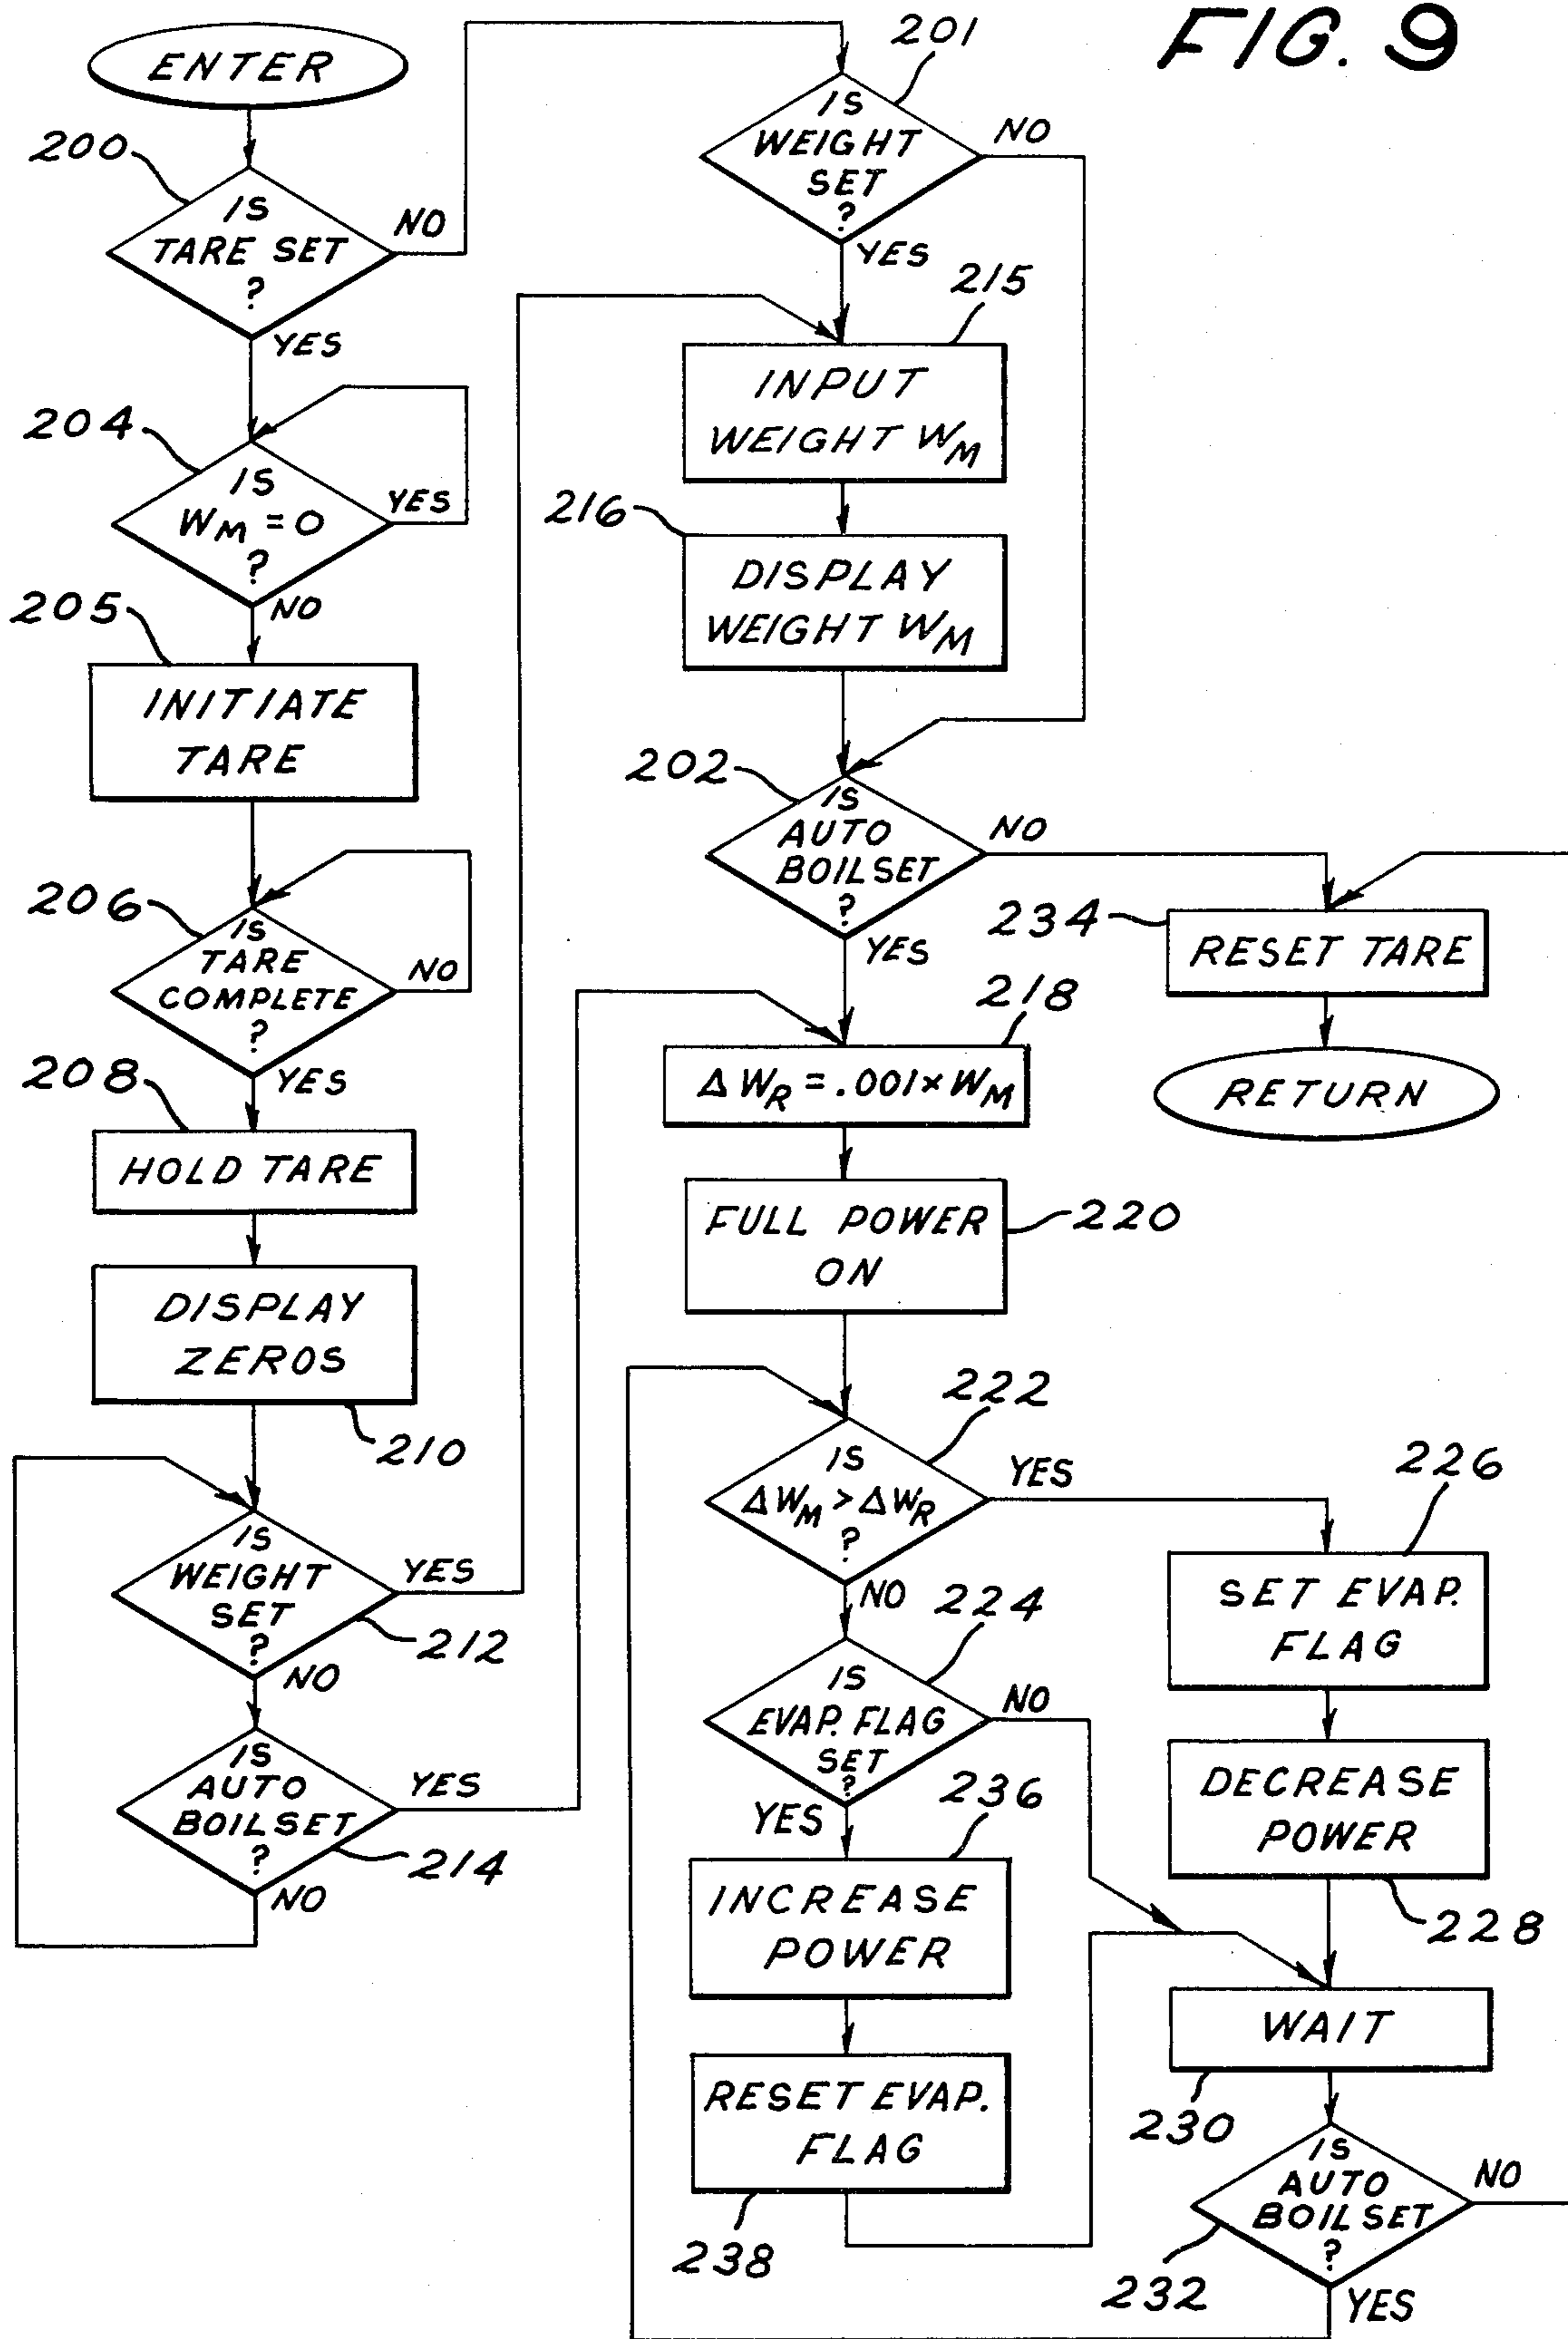 FIG. 9
ENTER
200
IS
TARE SET
?
NO
YES
204
IS
WM = 0
?
YES
NO
205
INITIATE
TARE
206
IS
TARE
COMPLETE
?
NO
YES
208
HOLD TARE
DISPLAY
ZEROS
210
IS
WEIGHT
SET
?
YES
212
NO
IS
AUTO
BOILSET
?
YES
214
NO
201
IS
WEIGHT
SET
?
NO
YES
215
INPUT
WEIGHT WM
216
DISPLAY
WEIGHT WM
202
IS
AUTO
BOILSET
?
NO
YES
234
RESET TARE
RETURN
218
Δ WR = .001× WM
FULL POWER
ON
220
222
IS
Δ WM > Δ WR
?
YES
NO
224
IS
EVAP. FLAG
SET
?
NO
YES
226
SET EVAP.
FLAG
DECREASE
POWER
228
236
INCREASE
POWER
RESET EVAP.
FLAG
238
WAIT
230
IS
AUTO
BOILSET
?
NO
232
YES